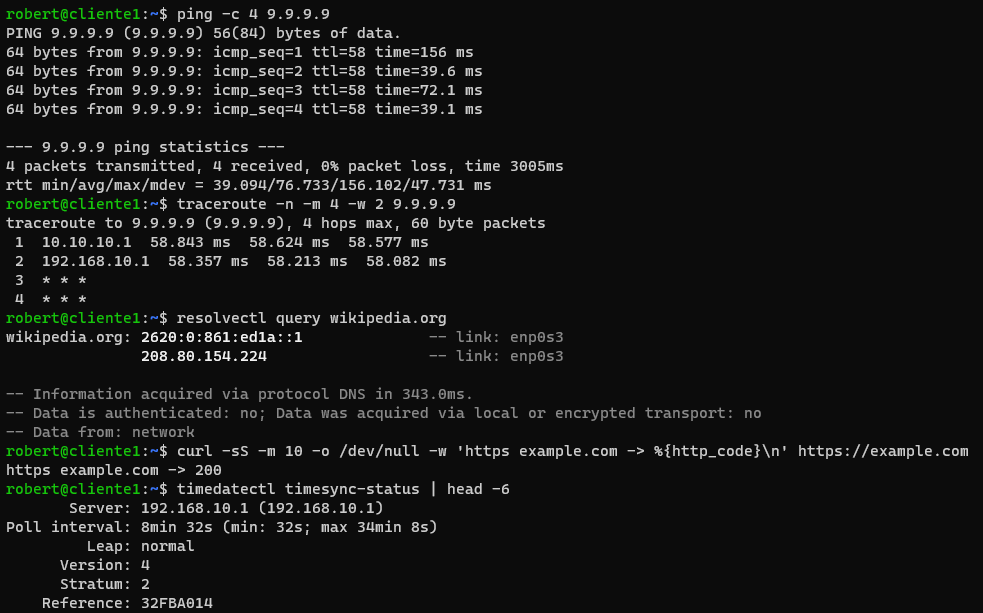 robert@cliente1:~$ ping -c 4 9.9.9.9
PING 9.9.9.9 (9.9.9.9) 56(84) bytes of data.
64 bytes from 9.9.9.9: icmp_seq=1 ttl=58 time=156 ms
64 bytes from 9.9.9.9: icmp_seq=2 ttl=58 time=39.6 ms
64 bytes from 9.9.9.9: icmp_seq=3 ttl=58 time=72.1 ms
64 bytes from 9.9.9.9: icmp_seq=4 ttl=58 time=39.1 ms

--- 9.9.9.9 ping statistics ---
4 packets transmitted, 4 received, 0% packet loss, time 3005ms
rtt min/avg/max/mdev = 39.094/76.733/156.102/47.731 ms
robert@cliente1:~$ traceroute -n -m 4 -w 2 9.9.9.9
traceroute to 9.9.9.9 (9.9.9.9), 4 hops max, 60 byte packets
 1  10.10.10.1  58.843 ms  58.624 ms  58.577 ms
 2  192.168.10.1  58.357 ms  58.213 ms  58.082 ms
 3  * * *
 4  * * *
robert@cliente1:~$ resolvectl query wikipedia.org
wikipedia.org: 2620:0:861:ed1a::1              -- link: enp0s3
               208.80.154.224                  -- link: enp0s3

-- Information acquired via protocol DNS in 343.0ms.
-- Data is authenticated: no; Data was acquired via local or encrypted transport: no
-- Data from: network
robert@cliente1:~$ curl -sS -m 10 -o /dev/null -w 'https example.com -> %{http_code}\n' https://example.com
https example.com -> 200
robert@cliente1:~$ timedatectl timesync-status | head -6
       Server: 192.168.10.1 (192.168.10.1)
Poll interval: 8min 32s (min: 32s; max 34min 8s)
         Leap: normal
      Version: 4
      Stratum: 2
    Reference: 32FBA014